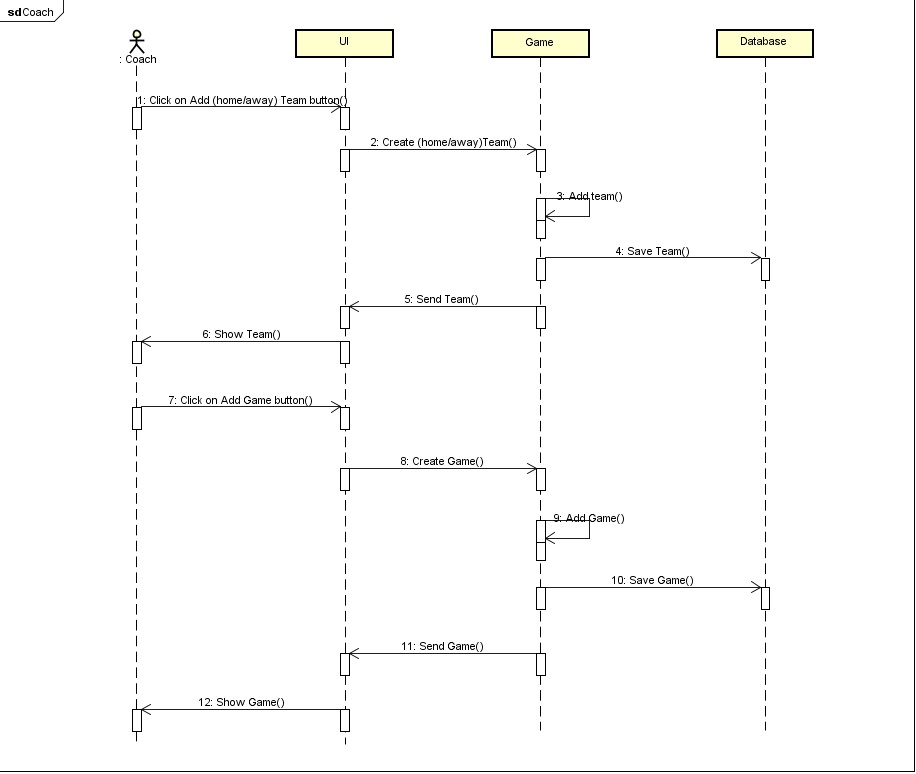 sd Coach
: Coach
UI
Game
Database
1: Click on Add (home/away) Team button()
2: Create (home/away)Team()
3: Add team()
4: Save Team()
5: Send Team()
6: Show Team()
7: Click on Add Game button()
8: Create Game()
9: Add Game()
10: Save Game()
11: Send Game()
12: Show Game()